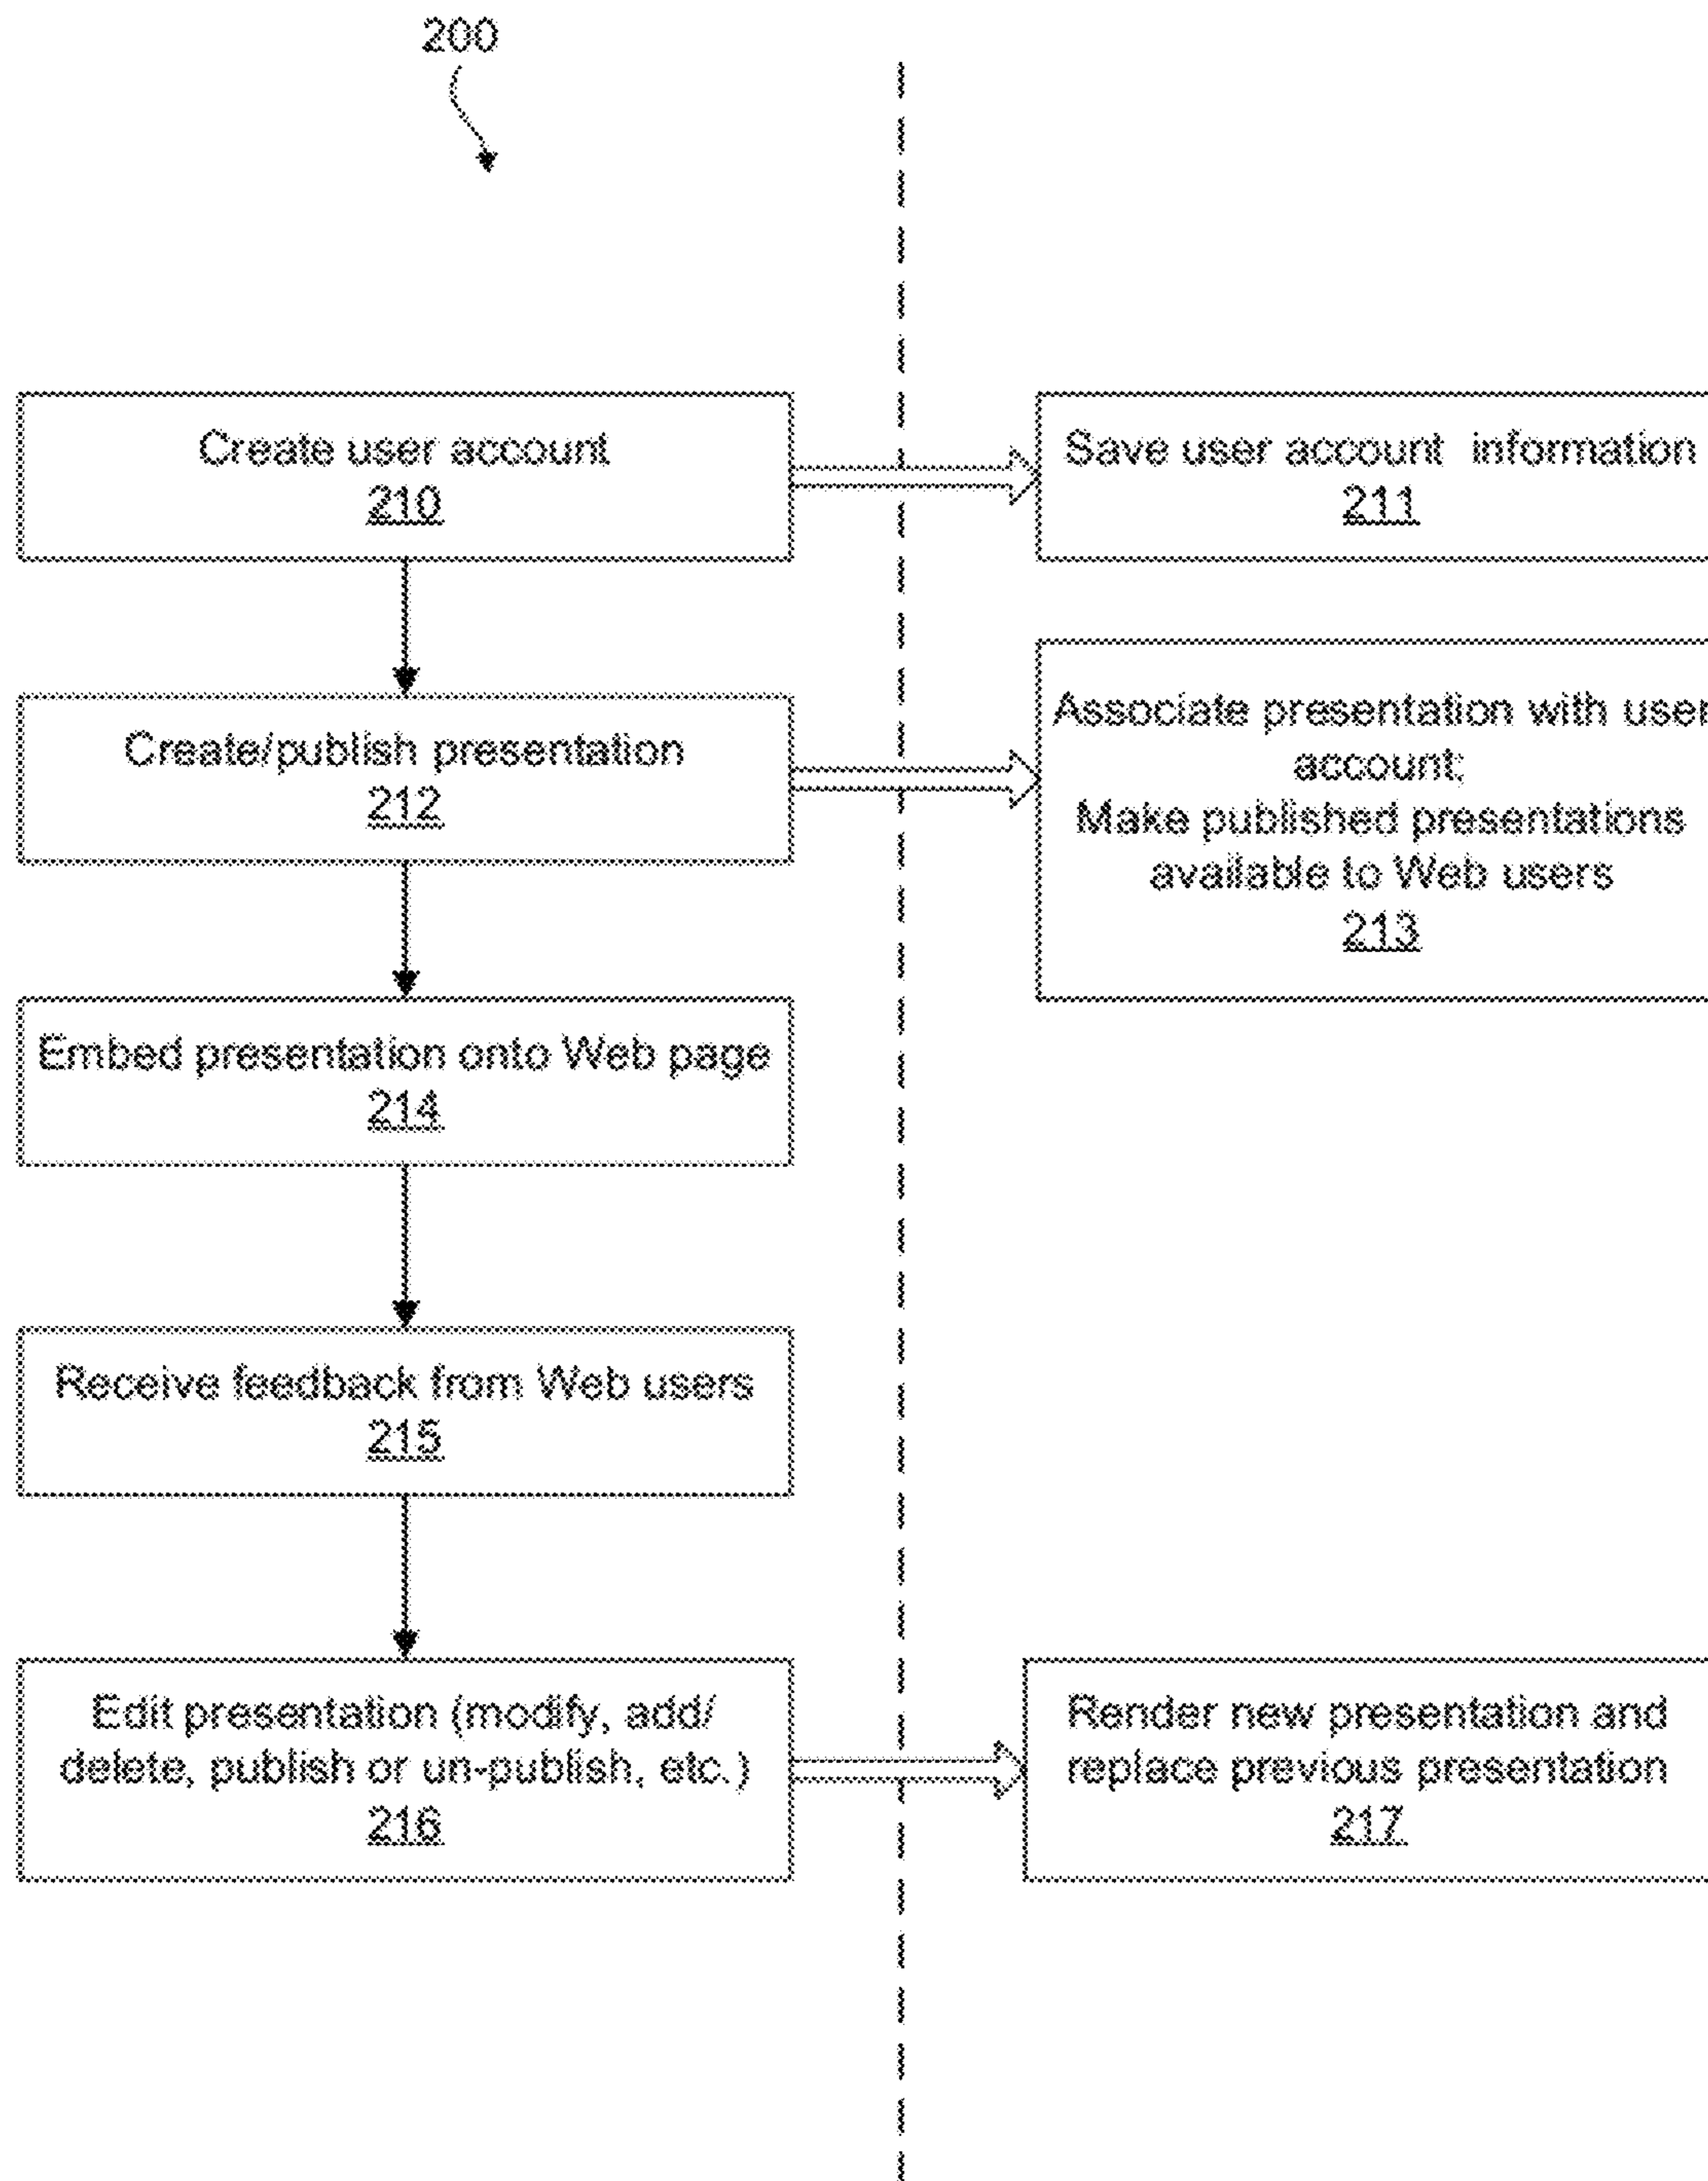 200
Create user account
210
Save user account information
211
Create/publish presentation
212
Associate presentation with user
account;
Make published presentations
available to Web users
213
Embed presentation onto Web page
214
Receive feedback from Web users
215
Edit presentation (modify, add/
delete, publish or un-publish, etc.)
216
Render new presentation and
replace previous presentation
217